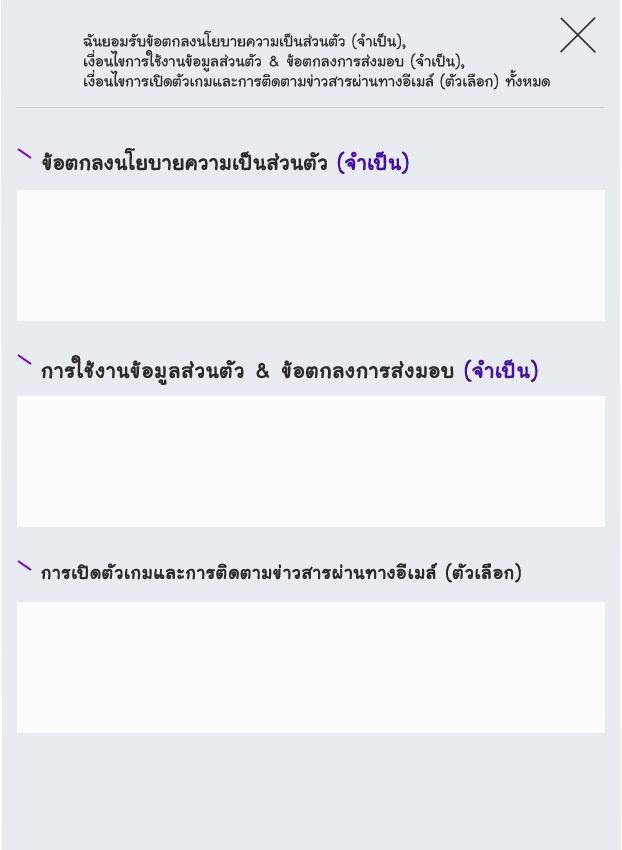 ฉันยอมรับข้อตกลงนโยบายความเป็นส่วนตัว (จำเป็น),
เงื่อนไขการใช้งานข้อมูลส่วนตัว & ข้อตกลงการส่งมอบ (จำเป็น),
เงื่อนไขการเปิดตัวเกมและการติดตามข่าวสารผ่านทางอีเมล์ (ตัวเลือก) ทั้งหมด
ข้อตกลงนโยบายความเป็นส่วนตัว (จำเป็น)
การใช้งานข้อมูลส่วนตัว & ข้อตกลงการส่งมอบ (จำเป็น)
การเปิดตัวเกมและการติดตามข่าวสารผ่านทางอีเมล์ (ตัวเลือก)